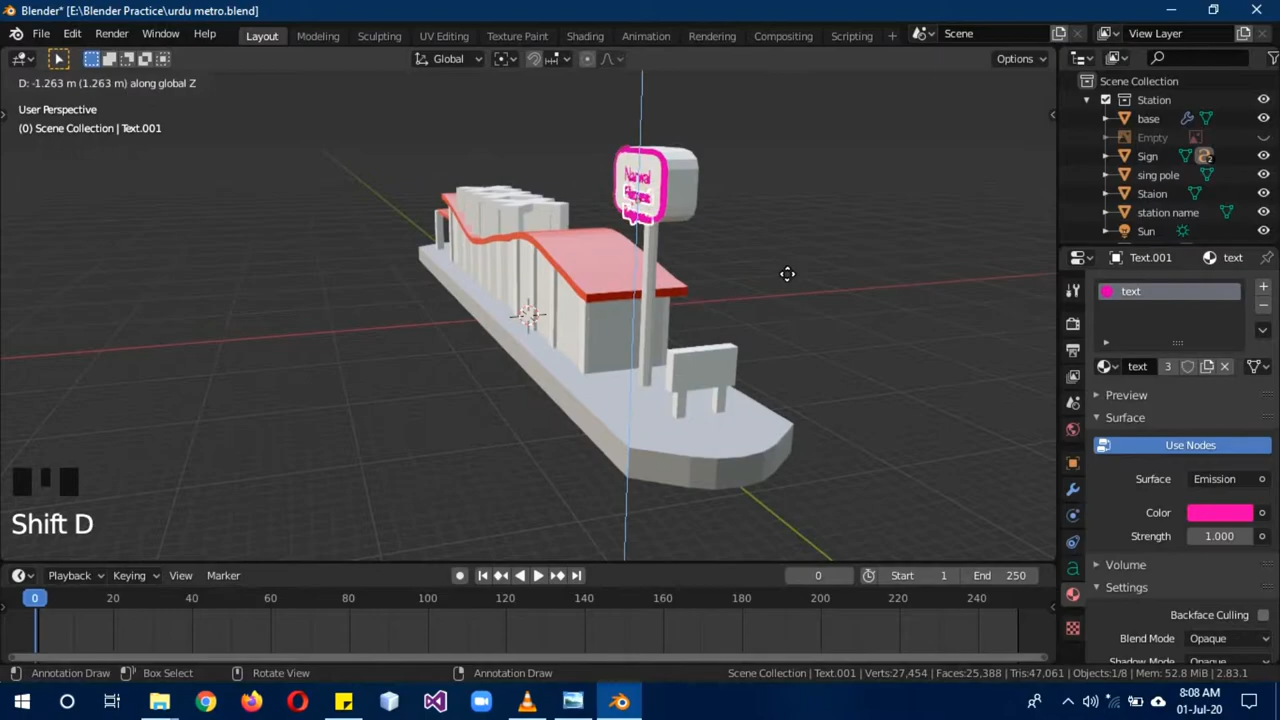 Blender* [E:\Blender Practice\urdu metro.blend]
File Edit Render Window Help Layout Modeling Sculpting UV Editing Texture Paint Shading Animation Rendering Compositing Scripting Scene View Layer
Global Options
D: -1.263 m (1.263 m) along global Z
User Perspective
(0) Scene Collection | Text.001
Scene Collection
Station
base
Empty
Sign 2
sing pole
Staion
station name
Sun
Text.001 text
text
text 3
Preview
Surface
Use Nodes
Surface Emission
Color
Strength 1.000
Volume
Settings
Backface Culling
Blend Mode Opaque
Shadow Mode Opaque
Shift D
Playback Keying View Marker 0 Start 1 End 250
0 20 40 60 80 100 120 140 160 180 200 220 240
Annotation Draw Box Select Rotate View Annotation Draw Scene Collection | Text.001 | Verts:27,454 | Faces:25,388 | Tris:47,061 | Objects:1/8 | Mem: 52.8 MiB | 2.83.1
8:08 AM
01-Jul-20